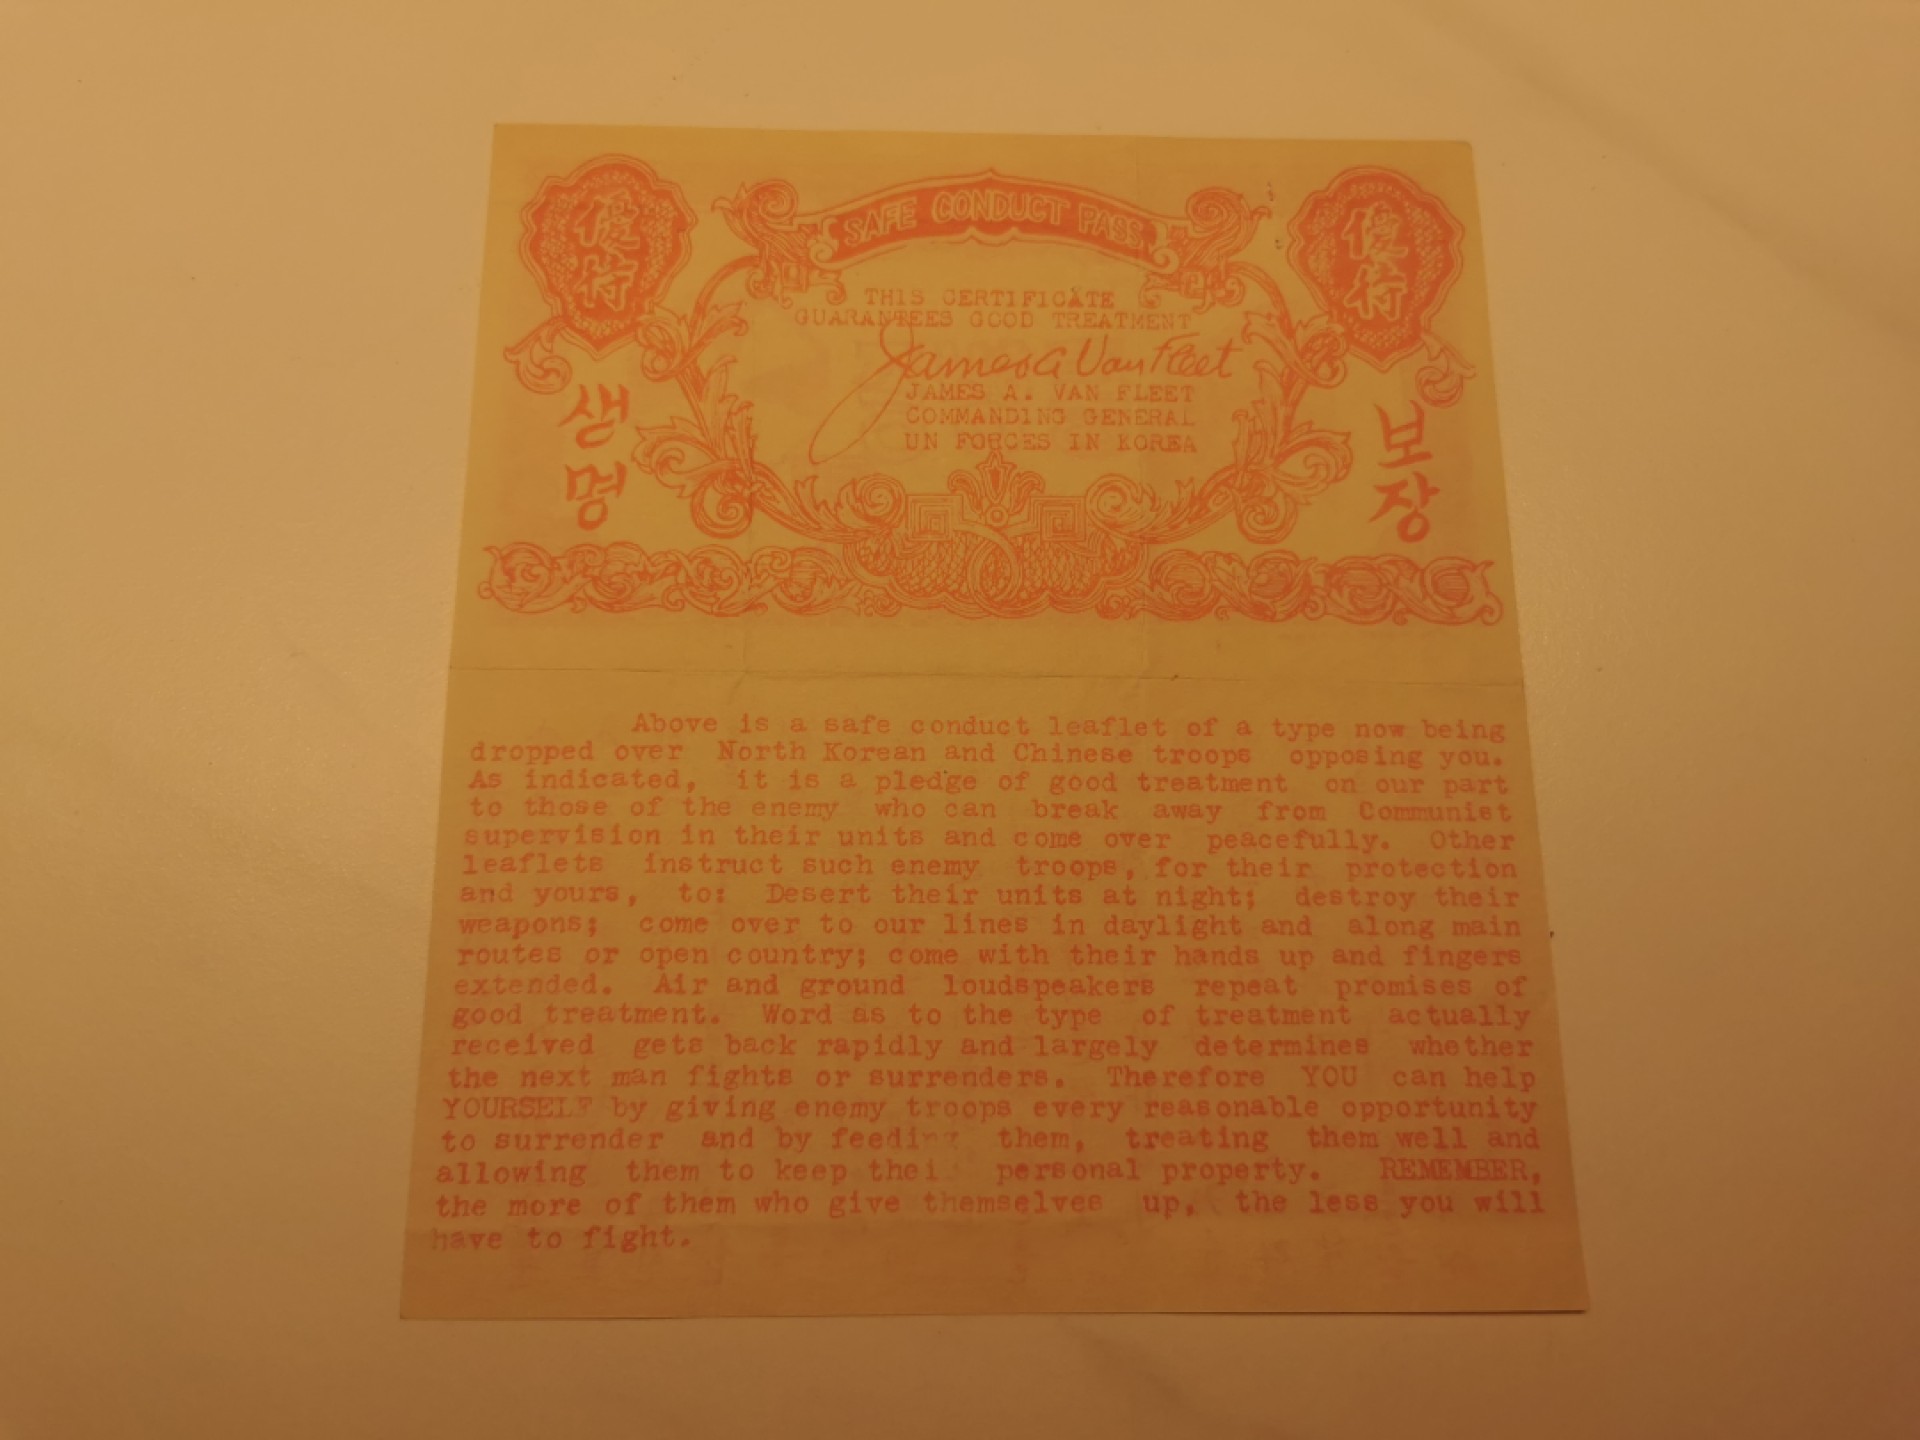 優待
SAFE CONDUCT PASS
優待
THIS CERTIFICATE
GUARANTEES GOOD TREATMENT
James A Van Fleet
JAMES A. VAN FLEET
COMMANDING GENERAL
UN FORCES IN KOREA
생명
보장
Above is a safe conduct leaflet of a type now being
dropped over North Korean and Chinese troops opposing you.
As indicated, it is a pledge of good treatment on our part
to those of the enemy who can break away from Communist
supervision in their units and come over peacefully. Other
leaflets instruct such enemy troops, for their protection
and yours, to: Desert their units at night; destroy their
weapons; come over to our lines in daylight and along main
routes or open country; come with their hands up and fingers
extended. Air and ground loudspeakers repeat promises of
good treatment. Word as to the type of treatment actually
received gets back rapidly and largely determines whether
the next man fights or surrenders. Therefore YOU can help
YOURSELF by giving enemy troops every reasonable opportunity
to surrender and by feeding them, treating them well and
allowing them to keep their personal property. REMEMBER,
the more of them who give themselves up, the less you will
have to fight.